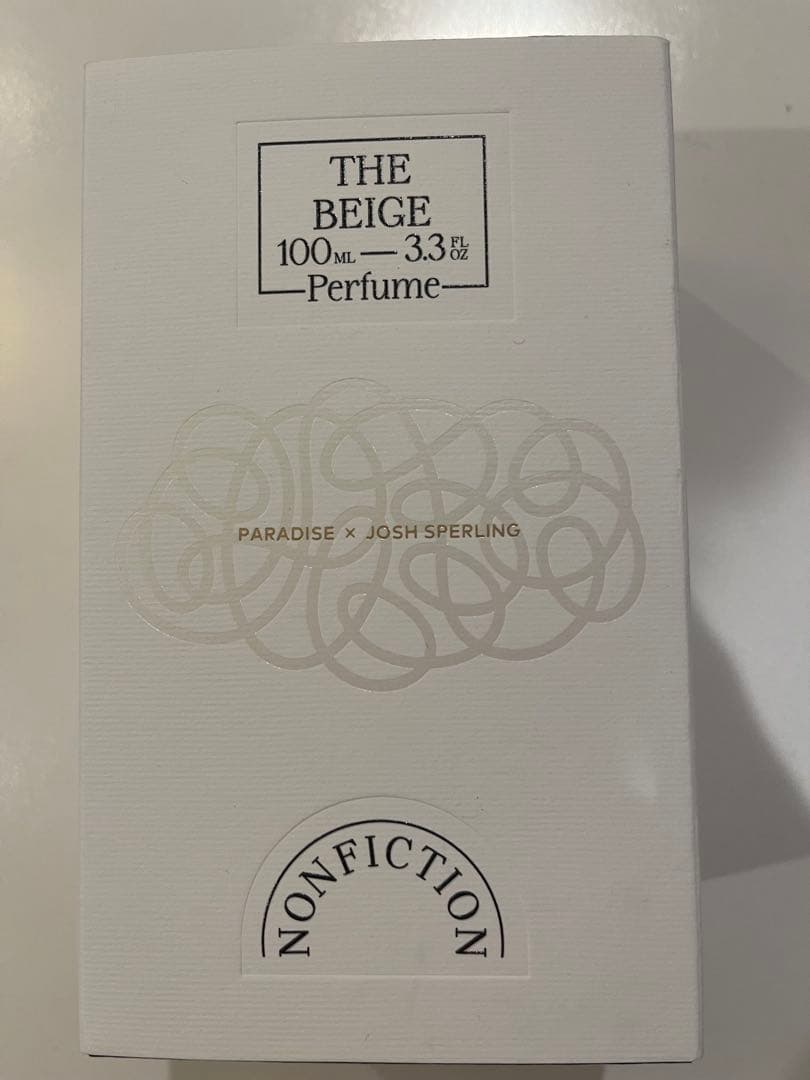 THE
BEIGE
100ML — 3.3 FL OZ
Perfume
PARADISE × JOSH SPERLING
NONFICTION